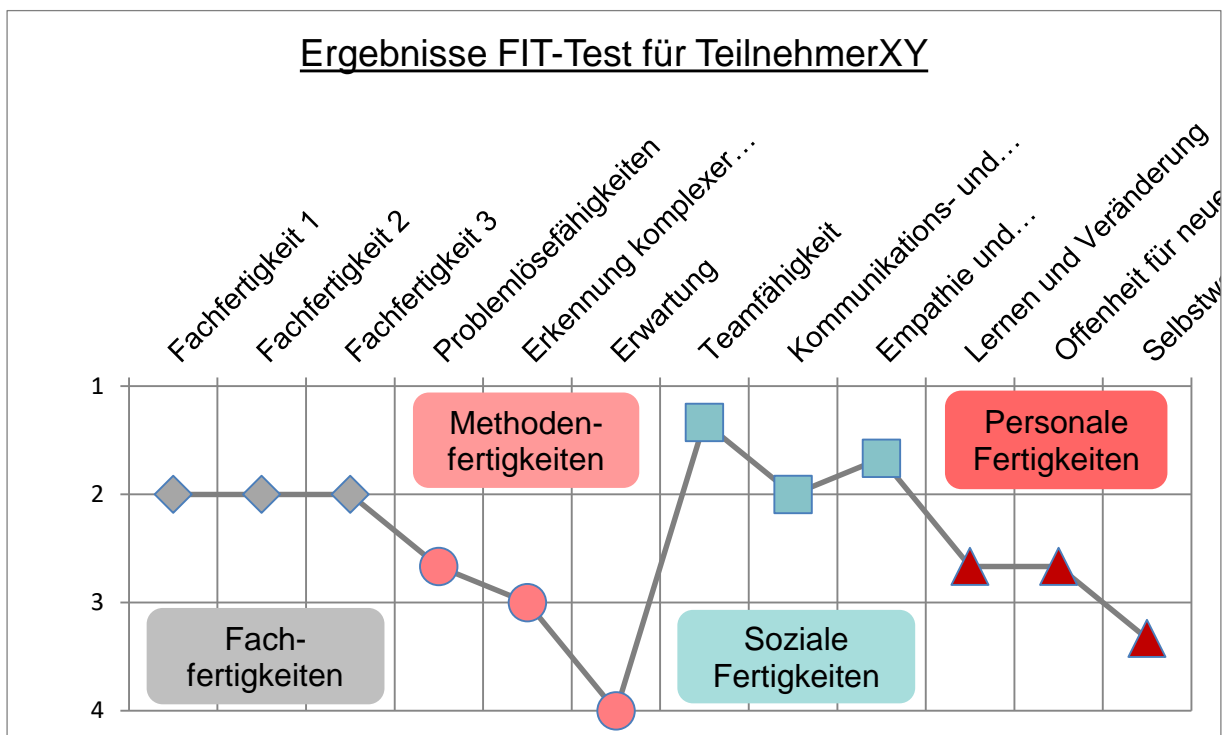 Ergebnisse FIT-Test für TeilnehmerXY
Fachfertigkeit 1
Fachfertigkeit 2
Fachfertigkeit 3
Problemlösefähigkeiten
Erkennung komplexer…
Erwartung
Teamfähigkeit
Kommunikations- und…
Empathie und…
Lernen und Veränderung
Offenheit für neue
Selbstw
1
2
3
4
Methoden-
fertigkeiten
Personale
Fertigkeiten
Fach-
fertigkeiten
Soziale
Fertigkeiten